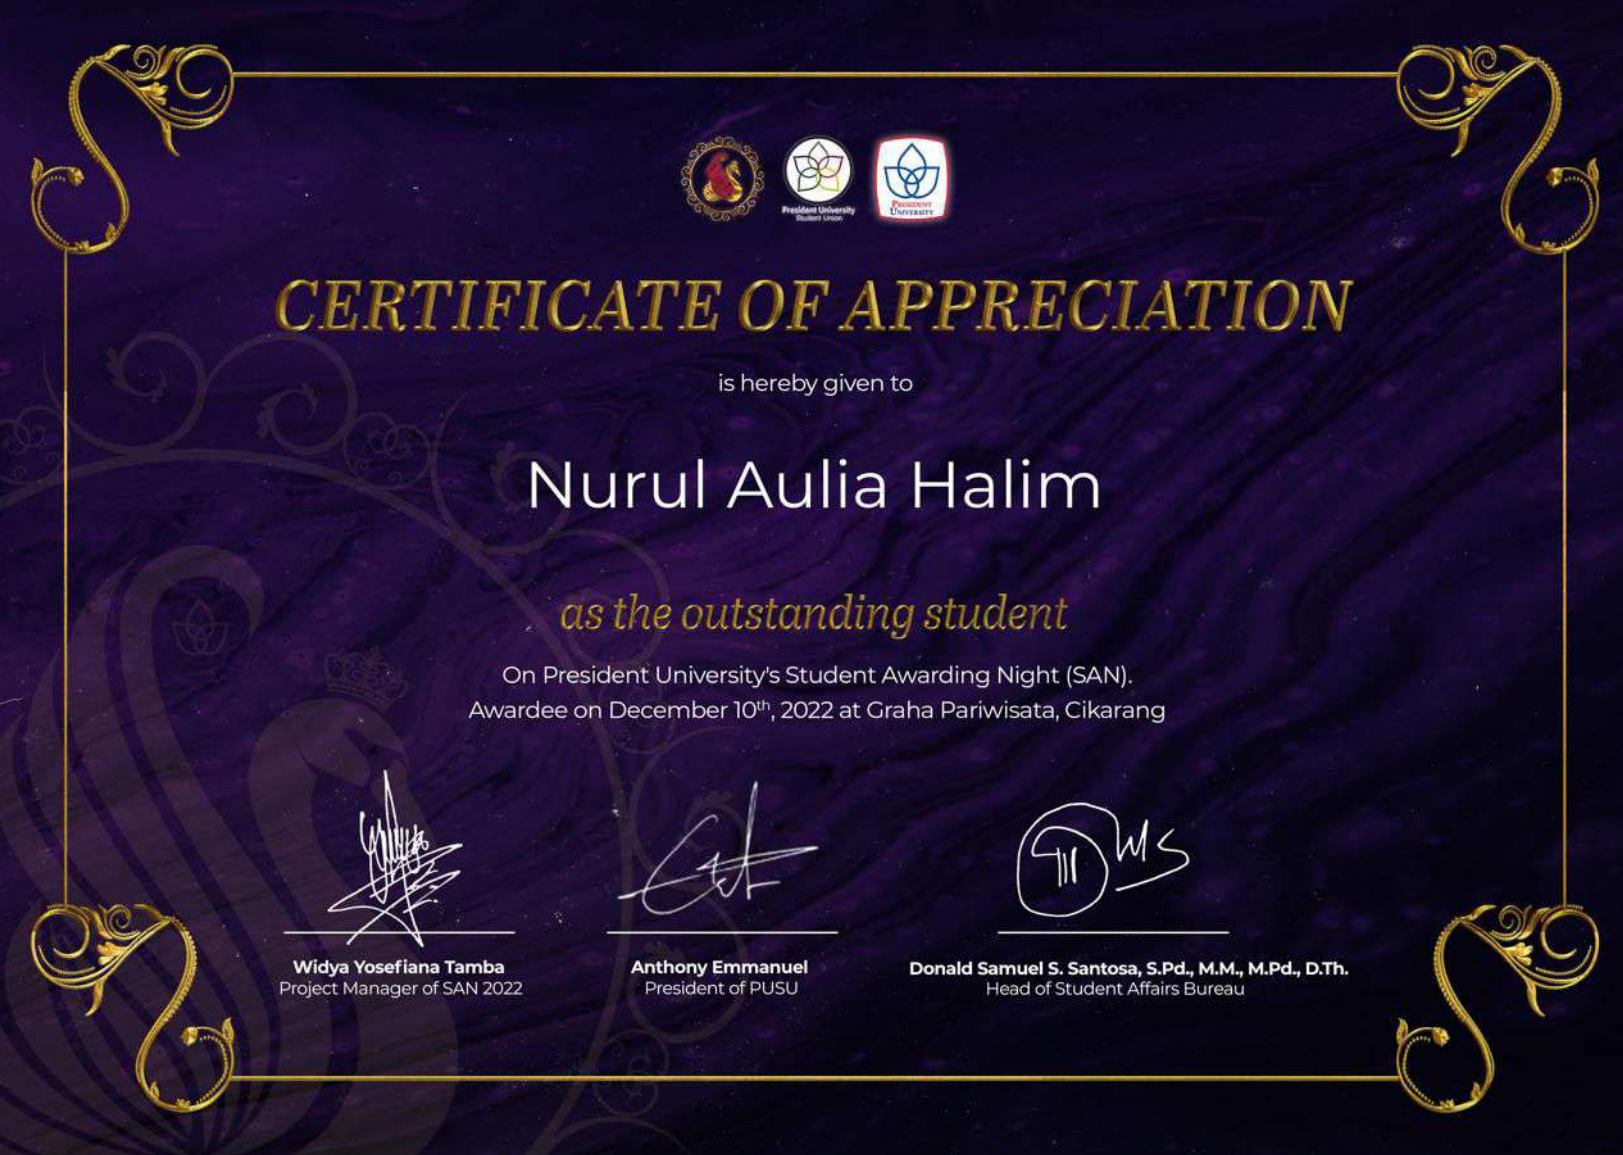 President University
Student Union
PRESIDENT
UNIVERSITY
CERTIFICATE OF APPRECIATION
is hereby given to
Nurul Aulia Halim
as the outstanding student
On President University's Student Awarding Night (SAN).
Awardee on December 10th, 2022 at Graha Pariwisata, Cikarang
Widya Yosefiana Tamba
Project Manager of SAN 2022
Anthony Emmanuel
President of PUSU
Donald Samuel S. Santosa, S.Pd., M.M., M.Pd., D.Th.
Head of Student Affairs Bureau